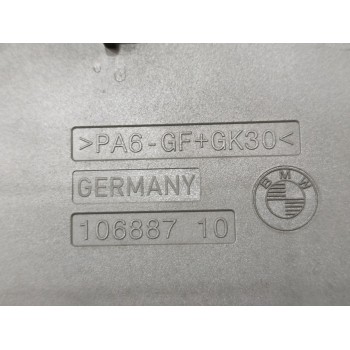 >PA6-GF+GK30<
GERMANY
106887 10
BMW